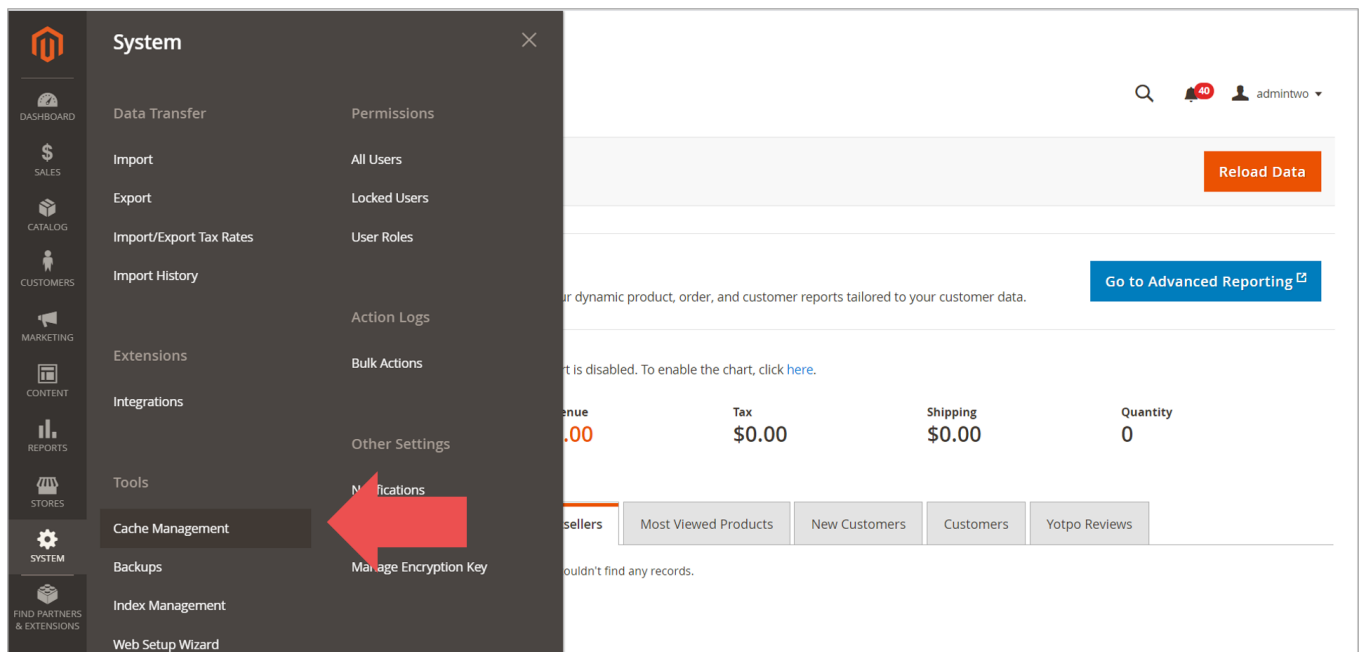 DASHBOARD
SALES
CATALOG
CUSTOMERS
MARKETING
CONTENT
REPORTS
STORES
SYSTEM
FIND PARTNERS
& EXTENSIONS
System
Data Transfer
Import
Export
Import/Export Tax Rates
Import History
Extensions
Integrations
Tools
Cache Management
Backups
Index Management
Web Setup Wizard
Permissions
All Users
Locked Users
User Roles
Action Logs
Bulk Actions
Other Settings
Notifications
Manage Encryption Key
40
admintwo
Reload Data
dynamic product, order, and customer reports tailored to your customer data.
Go to Advanced Reporting
is disabled. To enable the chart, click here.
Tax
Shipping
Quantity
.00
$0.00
$0.00
0
sellers
Most Viewed Products
New Customers
Customers
Yotpo Reviews
find any records.